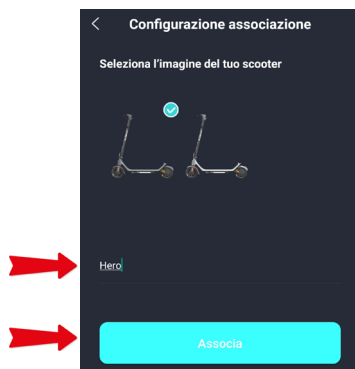 Configurazione associazione
Seleziona l'imagine del tuo scooter
Hero
Associa